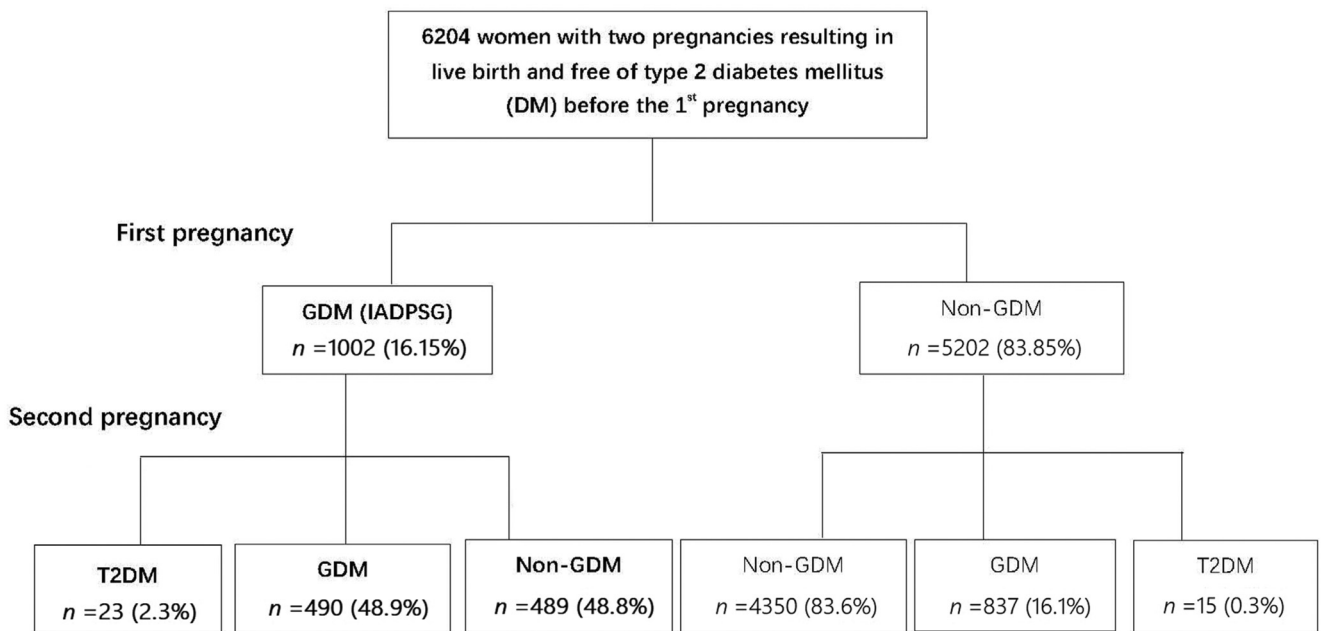 6204 women with two pregnancies resulting in
live birth and free of type 2 diabetes mellitus
(DM) before the 1st pregnancy
First pregnancy
GDM (IADPSG)
n =1002 (16.15%)
Non-GDM
n =5202 (83.85%)
Second pregnancy
T2DM
n =23 (2.3%)
GDM
n =490 (48.9%)
Non-GDM
n =489 (48.8%)
Non-GDM
n =4350 (83.6%)
GDM
n =837 (16.1%)
T2DM
n =15 (0.3%)